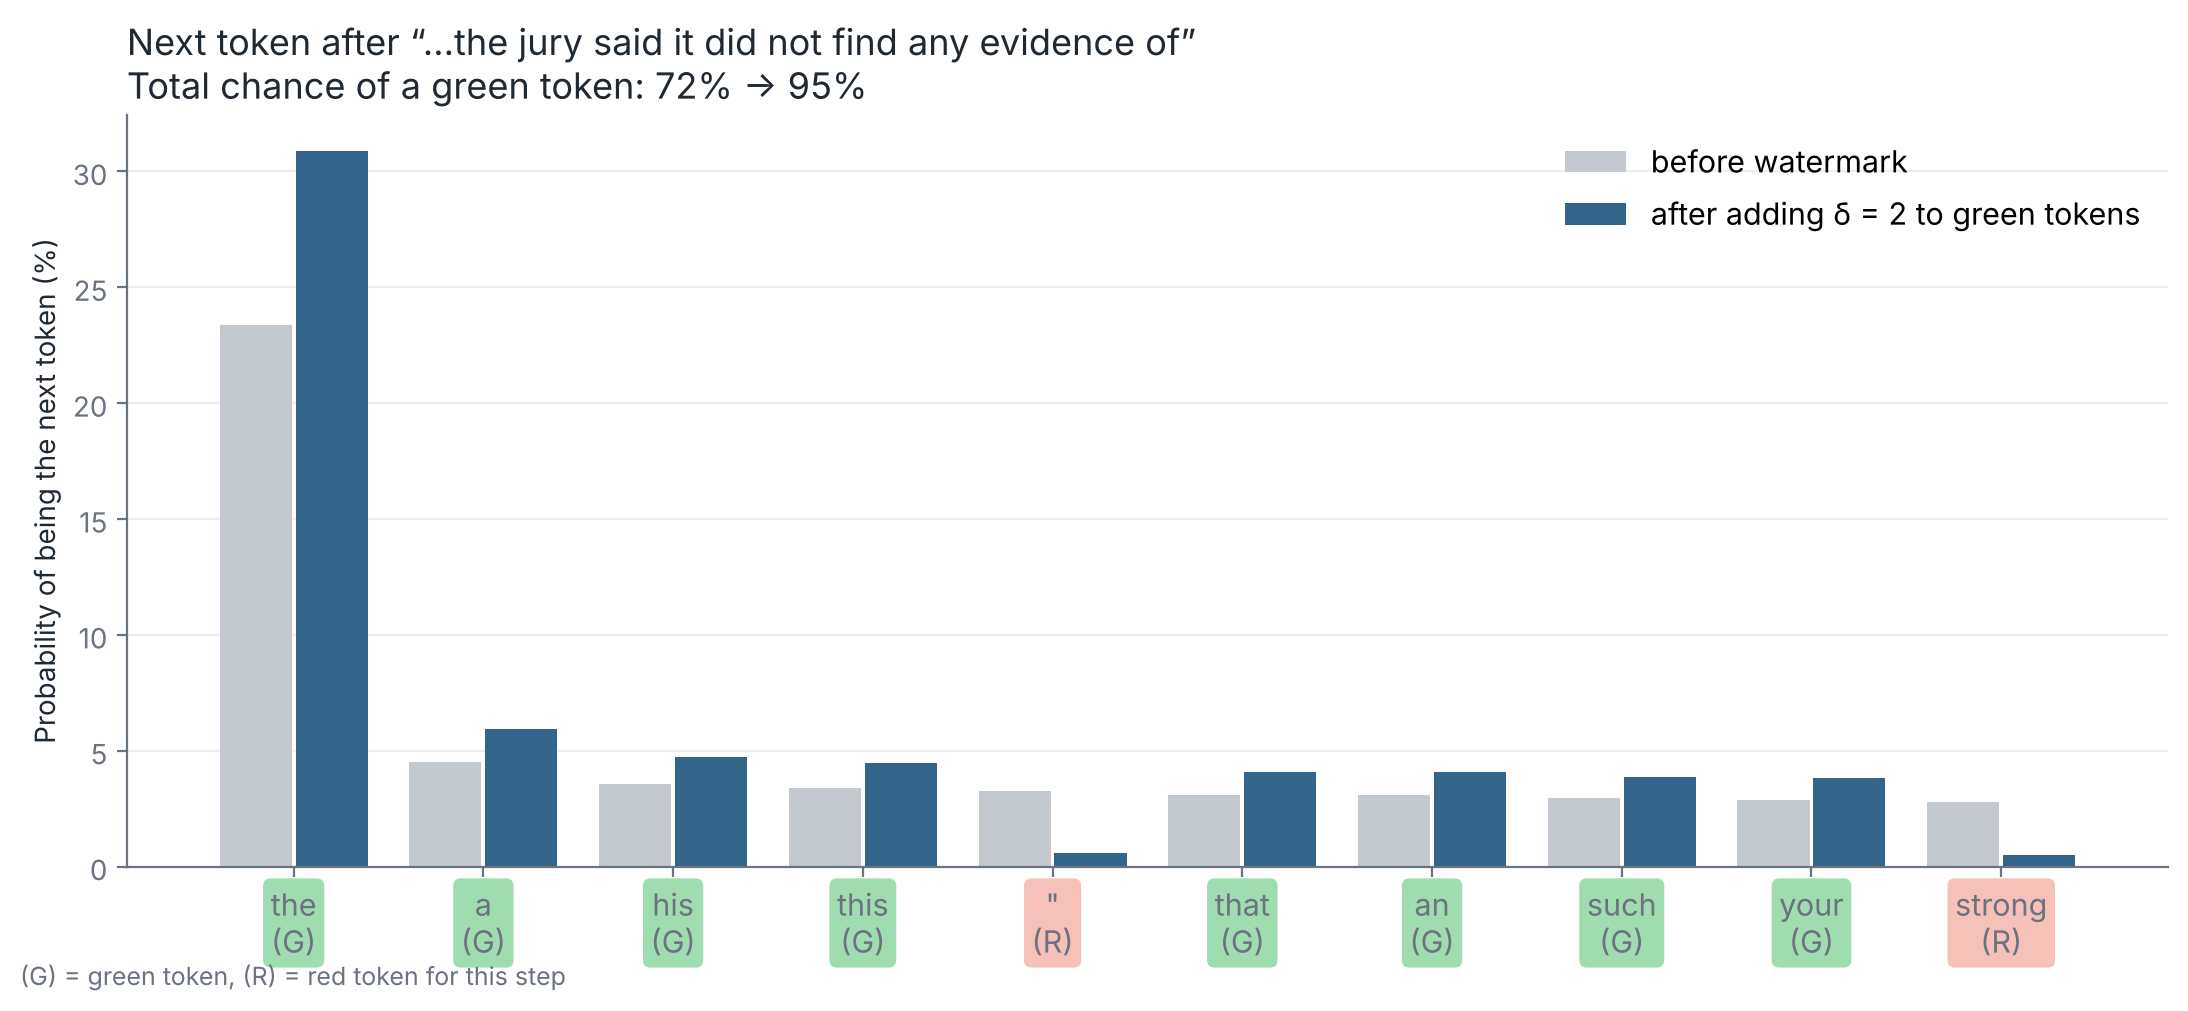 Next token after “...the jury said it did not find any evidence of”
Total chance of a green token: 72% → 95%
before watermark
after adding δ = 2 to green tokens
Probability of being the next token (%)
30
25
20
15
10
5
0
the
(G)
a
(G)
his
(G)
this
(G)
"
(R)
that
(G)
an
(G)
such
(G)
your
(G)
strong
(R)
(G) = green token, (R) = red token for this step